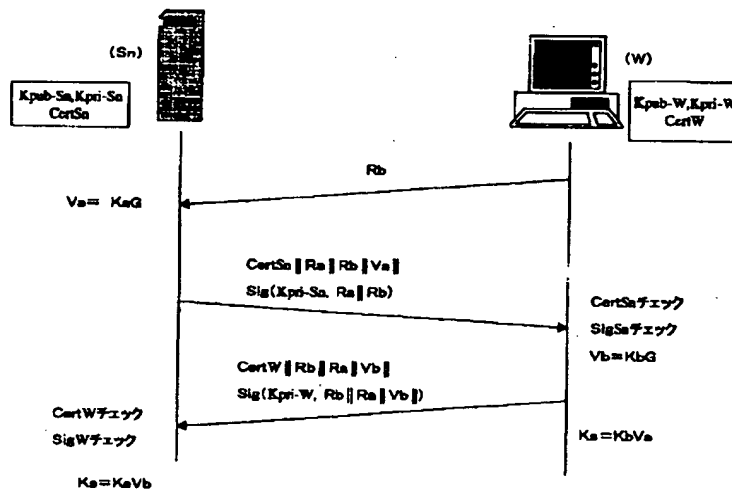 (Sn)
(W)
Kpub-Sn,Kpri-Sn
CertSn
Kpub-W,Kpri-W
CertW
Rb
Va= KaG
CertSn‖Ra‖Rb‖Va‖
Sig(Kpri-Sn, Ra‖Rb)
CertSnチェック
SigSnチェック
Vb=KbG
CertW‖Rb‖Ra‖Vb‖
Sig(Kpri-W, Rb‖Ra‖Vb‖)
CertWチェック
SigWチェック
Ks=KbVa
Ks=KaVb